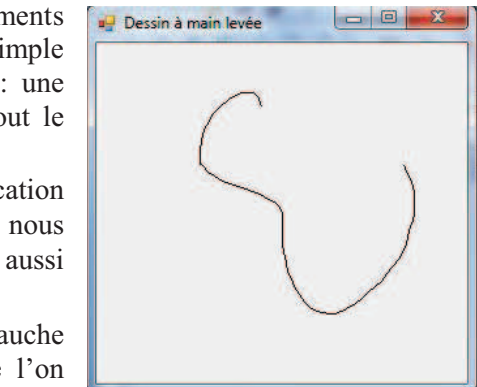 ments
imple
: une
out le
cation
nous
aussi
auche
l'on
Dessin à main levée